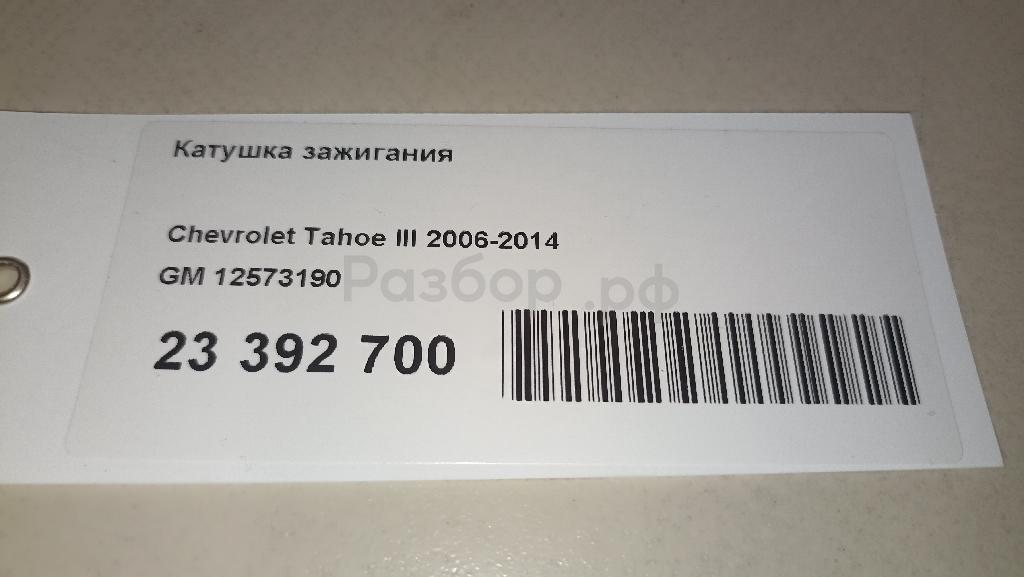 Катушка зажигания
Chevrolet Tahoe III 2006-2014
GM 12573190
Разбор.рф
23 392 700